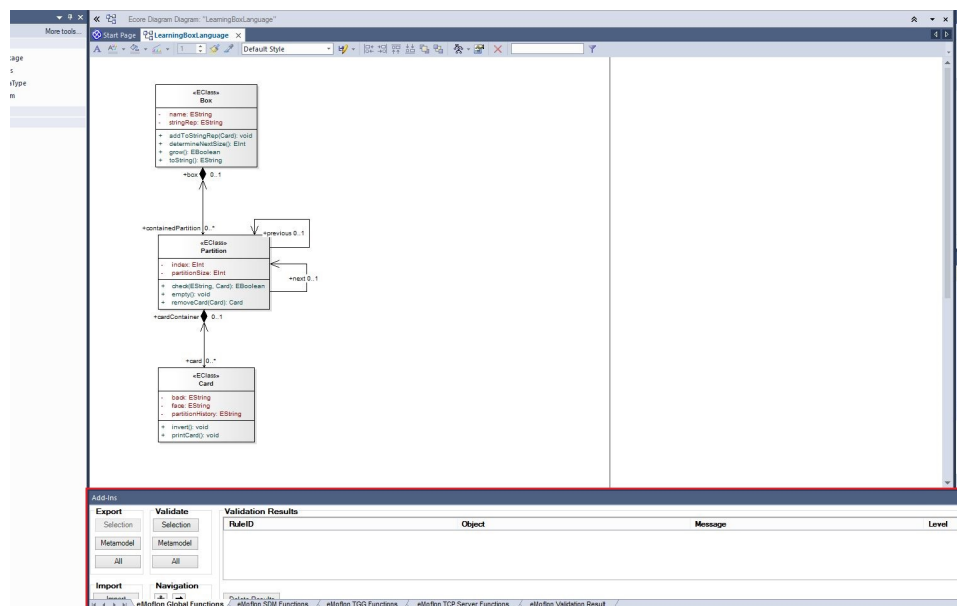 Ecore Diagram Diagram: "LearningBoxLanguage"
More tools...
Start Page
LearningBoxLanguage
1
Default Style
«EClass»
Box
- name: EString
- stringRep: EString
+ addToStringRep(Card): void
+ determineNextSize(): EInt
+ grow(): EBoolean
+ toString(): EString
+box 0..1
+containedPartition 0..*
+previous 0..1
«EClass»
Partition
- index: EInt
- partitionSize: EInt
+ check(EString, Card): EBoolean
+ empty(): void
+ removeCard(Card): Card
+next 0..1
+cardContainer 0..1
+card 0..*
«EClass»
Card
- back: EString
- face: EString
- partitionHistory: EString
+ invert(): void
+ printCard(): void
Add-Ins
Export Validate Validation Results
Selection Selection RuleID Object Message Level
Metamodel Metamodel
All All
Import Navigation
Import Delete Results
eMoflon Global Functions eMoflon SDM Functions eMoflon TGG Functions eMoflon TCP Server Functions eMoflon Validation Result